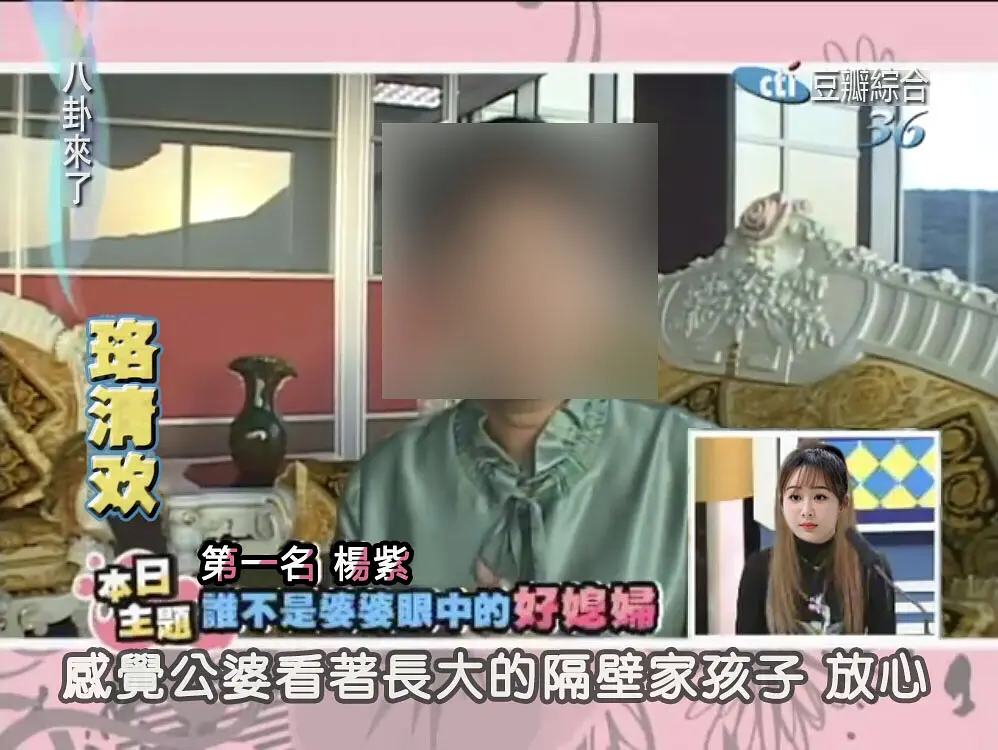 八卦來了
cti 豆瓣綜合
36
珞清欢
第一名 楊紫
本日
主題
誰不是婆婆眼中的好媳婦
感覺公婆看著長大的隔壁家孩子 放心